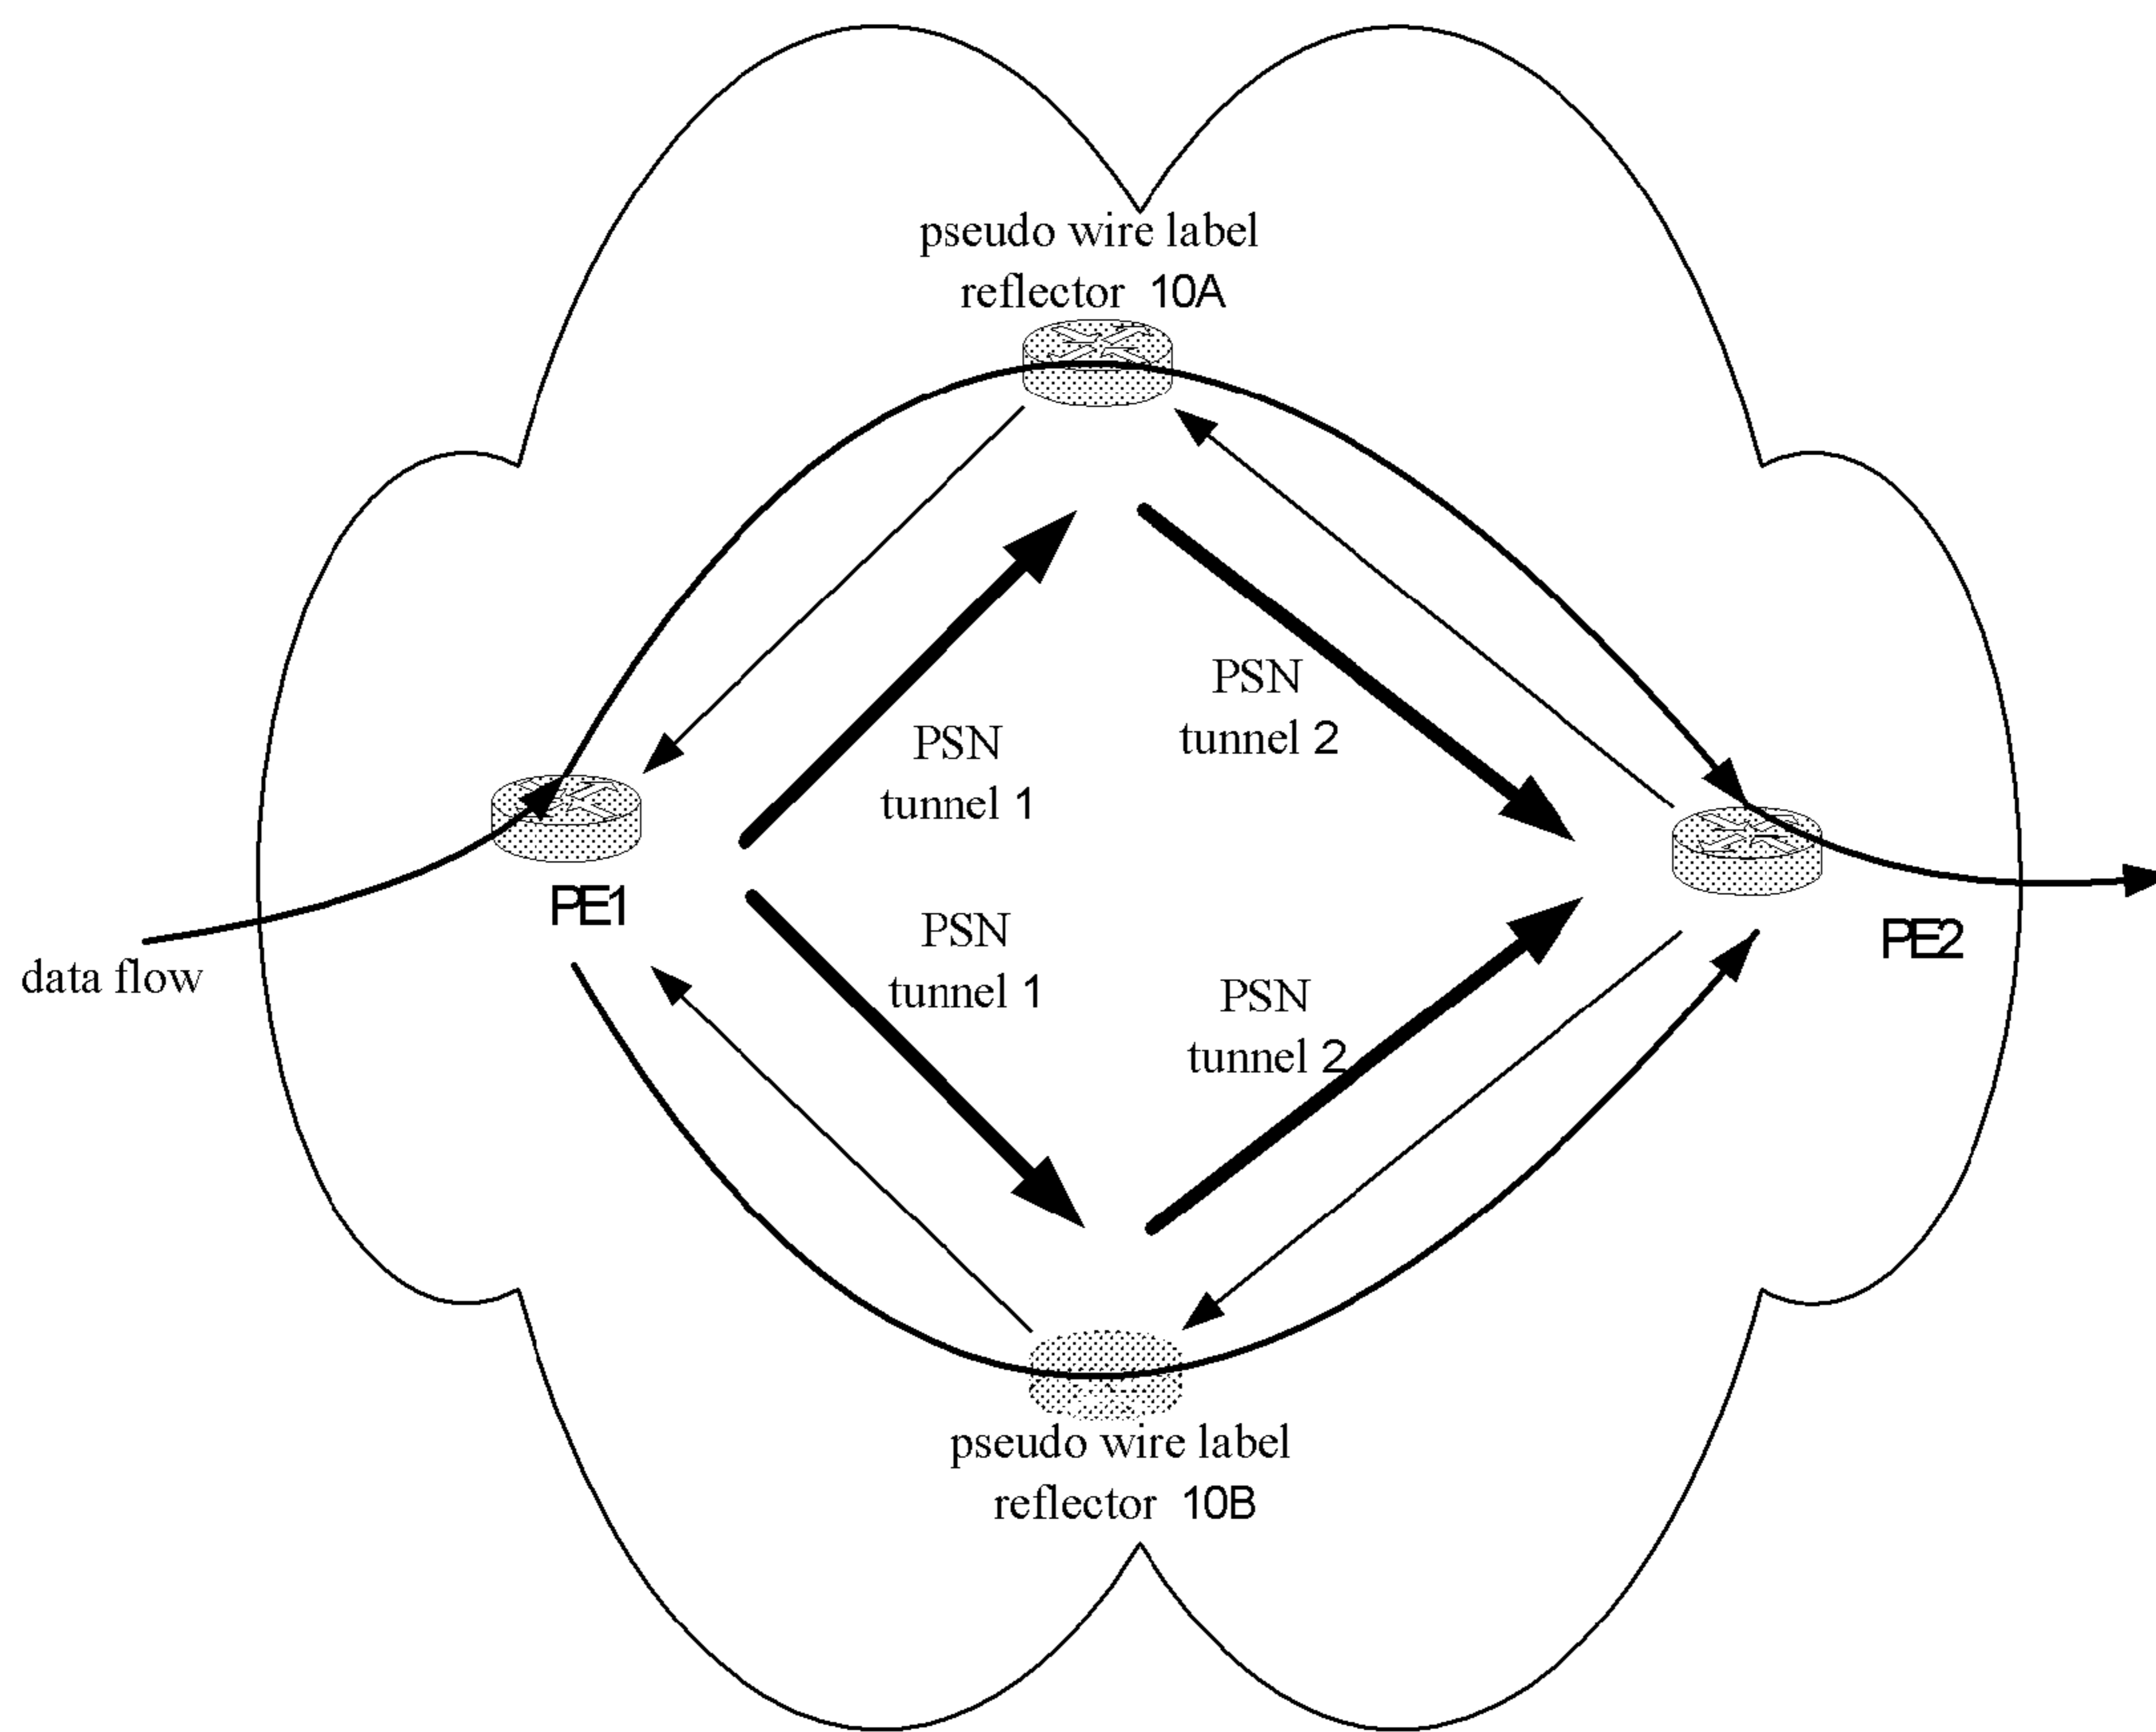 pseudo wire label
reflector 10A
PSN
tunnel 2
PSN
tunnel 1
PE1
PSN
tunnel 1
PE2
data flow
PSN
tunnel 2
pseudo wire label
reflector 10B